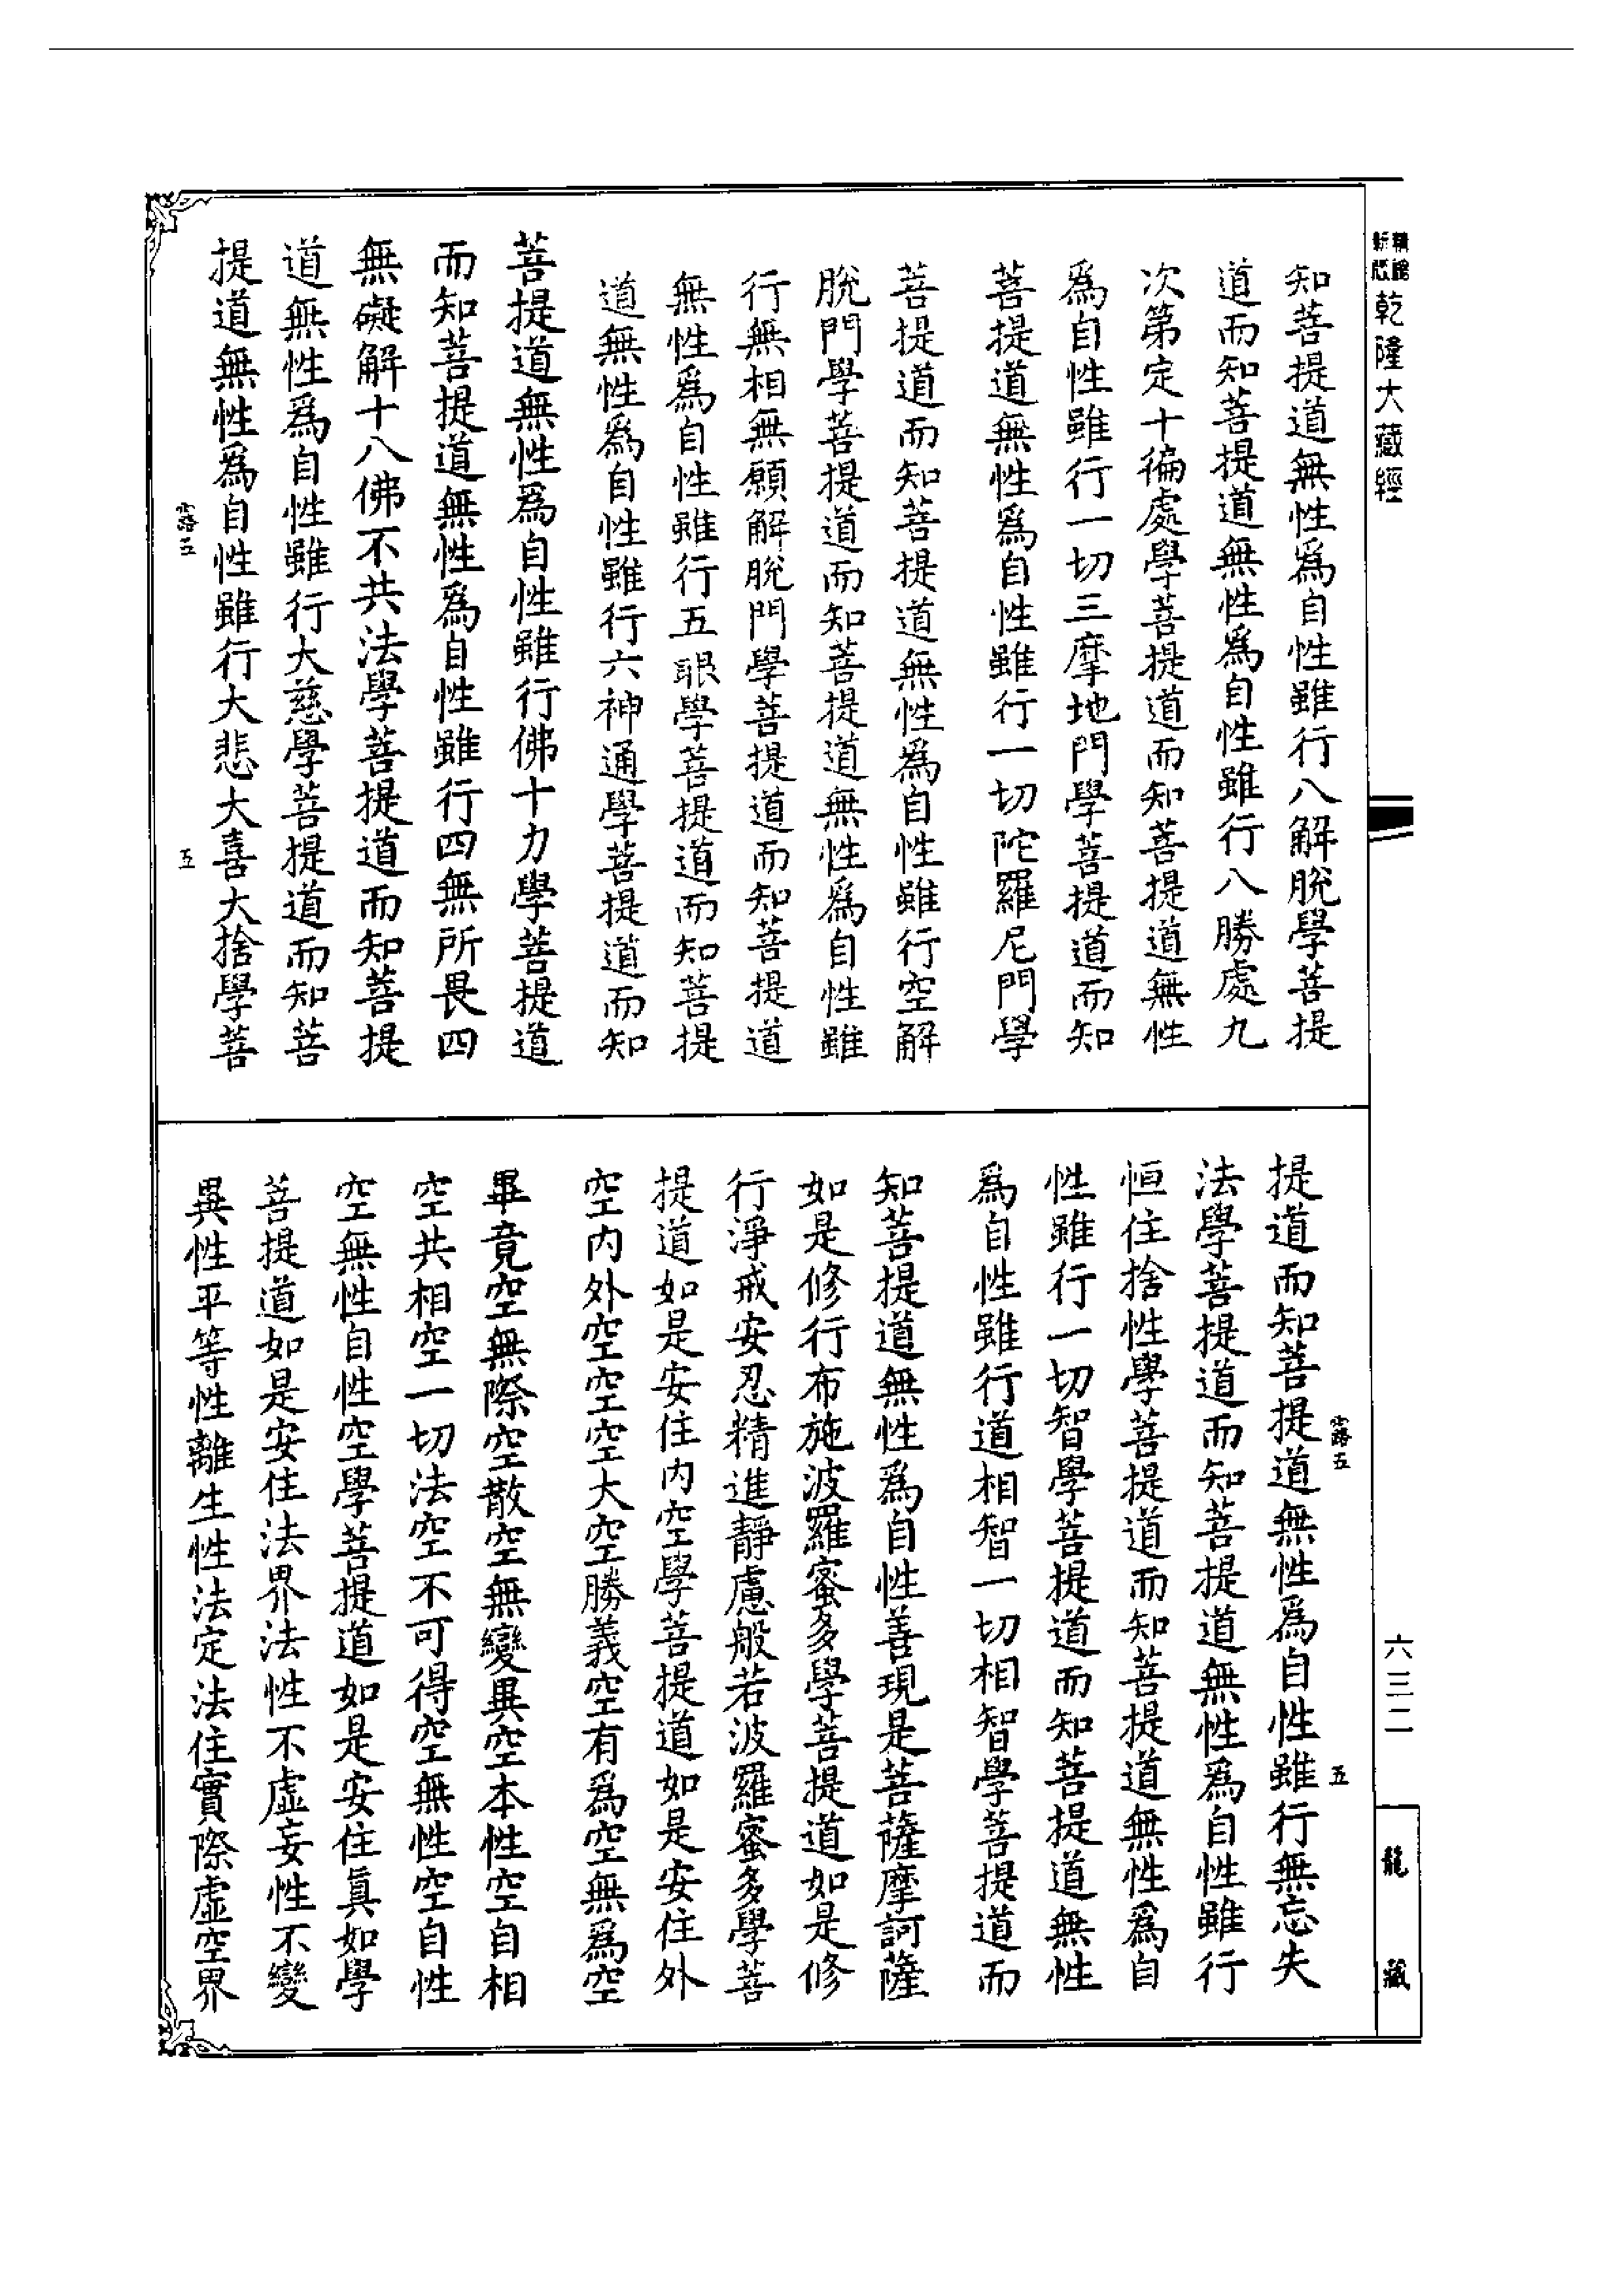 乾隆大藏經
知菩提道無性爲自性雖行八解脫學菩提
道而知菩提道無性爲自性雖行八勝處九
次第定十徧處學菩提道而知菩提道無性
爲自性雖行一切三摩地門學菩提道而知
菩提道無性爲自性雖行一切陀羅尼門學
菩提道而知菩提道無性爲自性雖行空解
脫門學菩提道而知菩提道無性爲自性雖
行無相無願解脫門學菩提道而知菩提道
無性爲自性雖行五眼學菩提道而知菩提
道無性爲自性雖行六神通學菩提道而知
菩提道無性爲自性雖行佛十力學菩提道
而知菩提道無性爲自性雖行四無所畏四
無礙解十八佛不共法學菩提道而知菩提
道無性爲自性雖行大慈學菩提道而知菩
提道無性爲自性雖行大悲大喜大捨學菩
露五
五
提道而知菩提道無性爲自性雖行無忘失
法學菩提道而知菩提道無性爲自性雖行
恒住捨性學菩提道而知菩提道無性爲自
性雖行一切智學菩提道而知菩提道無性
爲自性雖行道相智一切相智學菩提道而
知菩提道無性爲自性善現是菩薩摩訶薩
如是修行布施波羅蜜多學菩提道如是修
行淨戒安忍精進靜慮般若波羅蜜多學菩
提道如是安住內空學菩提道如是安住外
空內外空空空大空勝義空有爲空無爲空
畢竟空無際空散空無變異空本性空自相
空共相空一切法空不可得空無性空自性
空無性自性空學菩提道如是安住眞如學
菩提道如是安住法界法性不虛妄性不變
異性平等性離生性法定法住實際虛空界
露五
五
六三二
龍藏